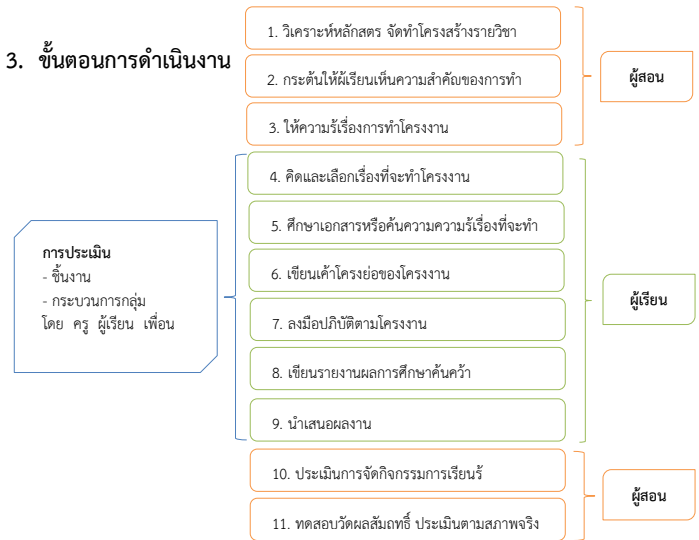 3. ขั้นตอนการดำเนินงาน
1. วิเคราะห์หลักสตร จัดทำโครงสร้างรายวิชา
2. กระต้นให้ผ้เรียนเห็นความสำคัญของการทำ
3. ให้ความร้เรื่องการทำโครงงาน
ผู้สอน
4. คิดและเลือกเรื่องที่จะทำโครงงาน
5. ศึกษาเอกสารหรือค้นความความร้เรื่องที่จะทำ
6. เขียนเค้าโครงย่อของโครงงาน
7. ลงมือปฏิบัติตามโครงงาน
8. เขียนรายงานผลการศึกษาค้นคว้า
9. นำเสนอผลงาน
ผู้เรียน
การประเมิน
- ชิ้นงาน
- กระบวนการกลุ่ม
โดย ครู ผู้เรียน เพื่อน
10. ประเมินการจัดกิจกรรมการเรียนร้
11. ทดสอบวัดผลสัมฤทธิ์ ประเมินตามสภาพจริง
ผู้สอน